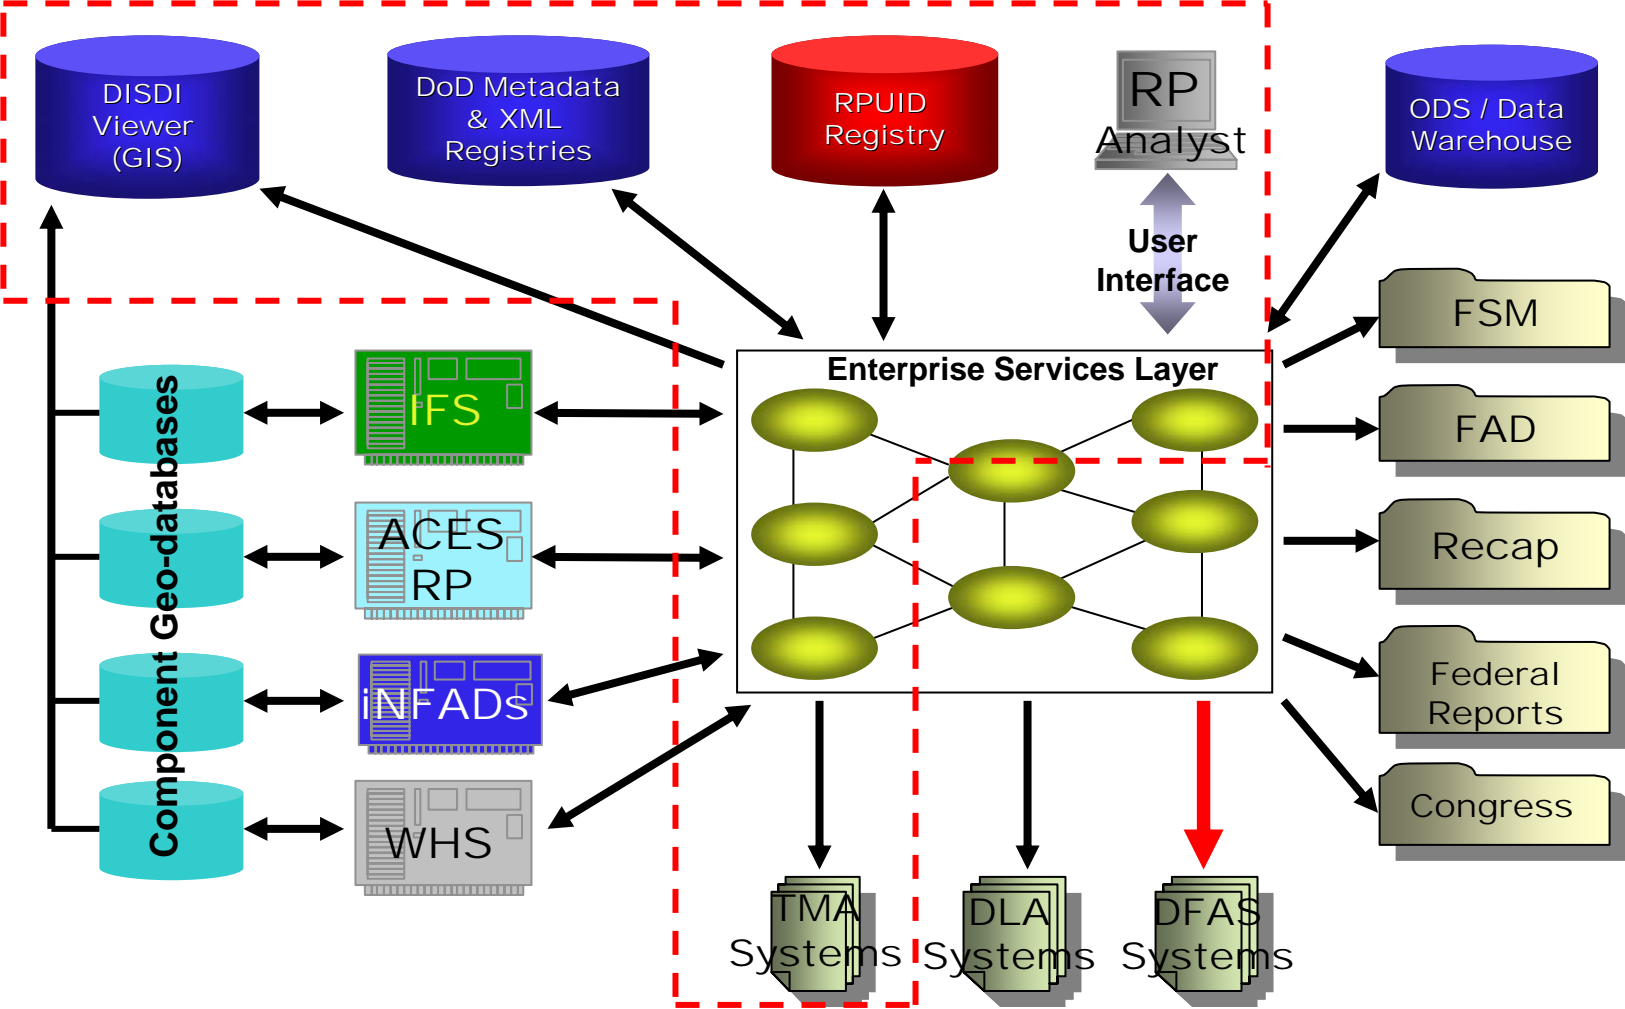 DISDI
Viewer
(GIS)
DoD Metadata
& XML
Registries
RPUID
Registry
RP
Analyst
ODS / Data
Warehouse
User
Interface
Enterprise Services Layer
Component Geo-databases
IFS
ACES
RP
iNFADs
WHS
FSM
FAD
Recap
Federal
Reports
Congress
TMA
Systems
DLA
Systems
DFAS
Systems